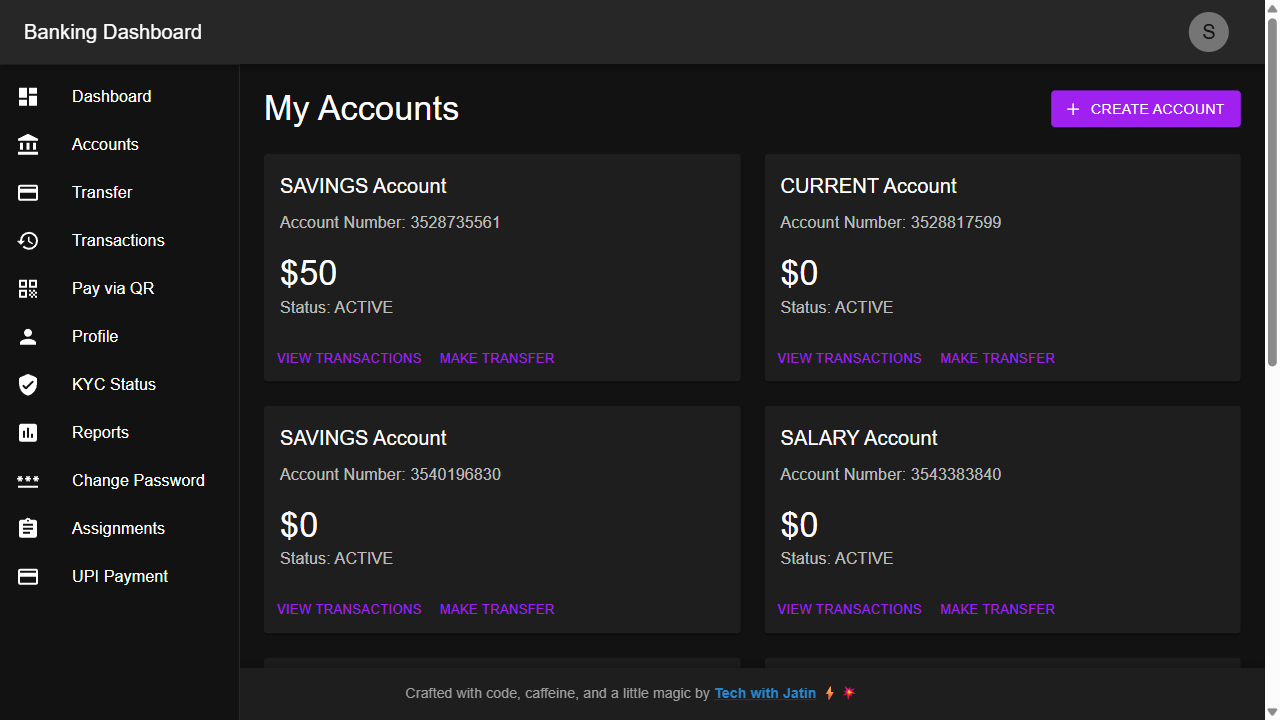 Banking Dashboard
S
Dashboard
Accounts
Transfer
Transactions
Pay via QR
Profile
KYC Status
Reports
Change Password
Assignments
UPI Payment
My Accounts
+ CREATE ACCOUNT
SAVINGS Account
Account Number: 3528735561
$50
Status: ACTIVE
VIEW TRANSACTIONS MAKE TRANSFER
CURRENT Account
Account Number: 3528817599
$0
Status: ACTIVE
VIEW TRANSACTIONS MAKE TRANSFER
SAVINGS Account
Account Number: 3540196830
$0
Status: ACTIVE
VIEW TRANSACTIONS MAKE TRANSFER
SALARY Account
Account Number: 3543383840
$0
Status: ACTIVE
VIEW TRANSACTIONS MAKE TRANSFER
Crafted with code, caffeine, and a little magic by Tech with Jatin ⚡ 💥